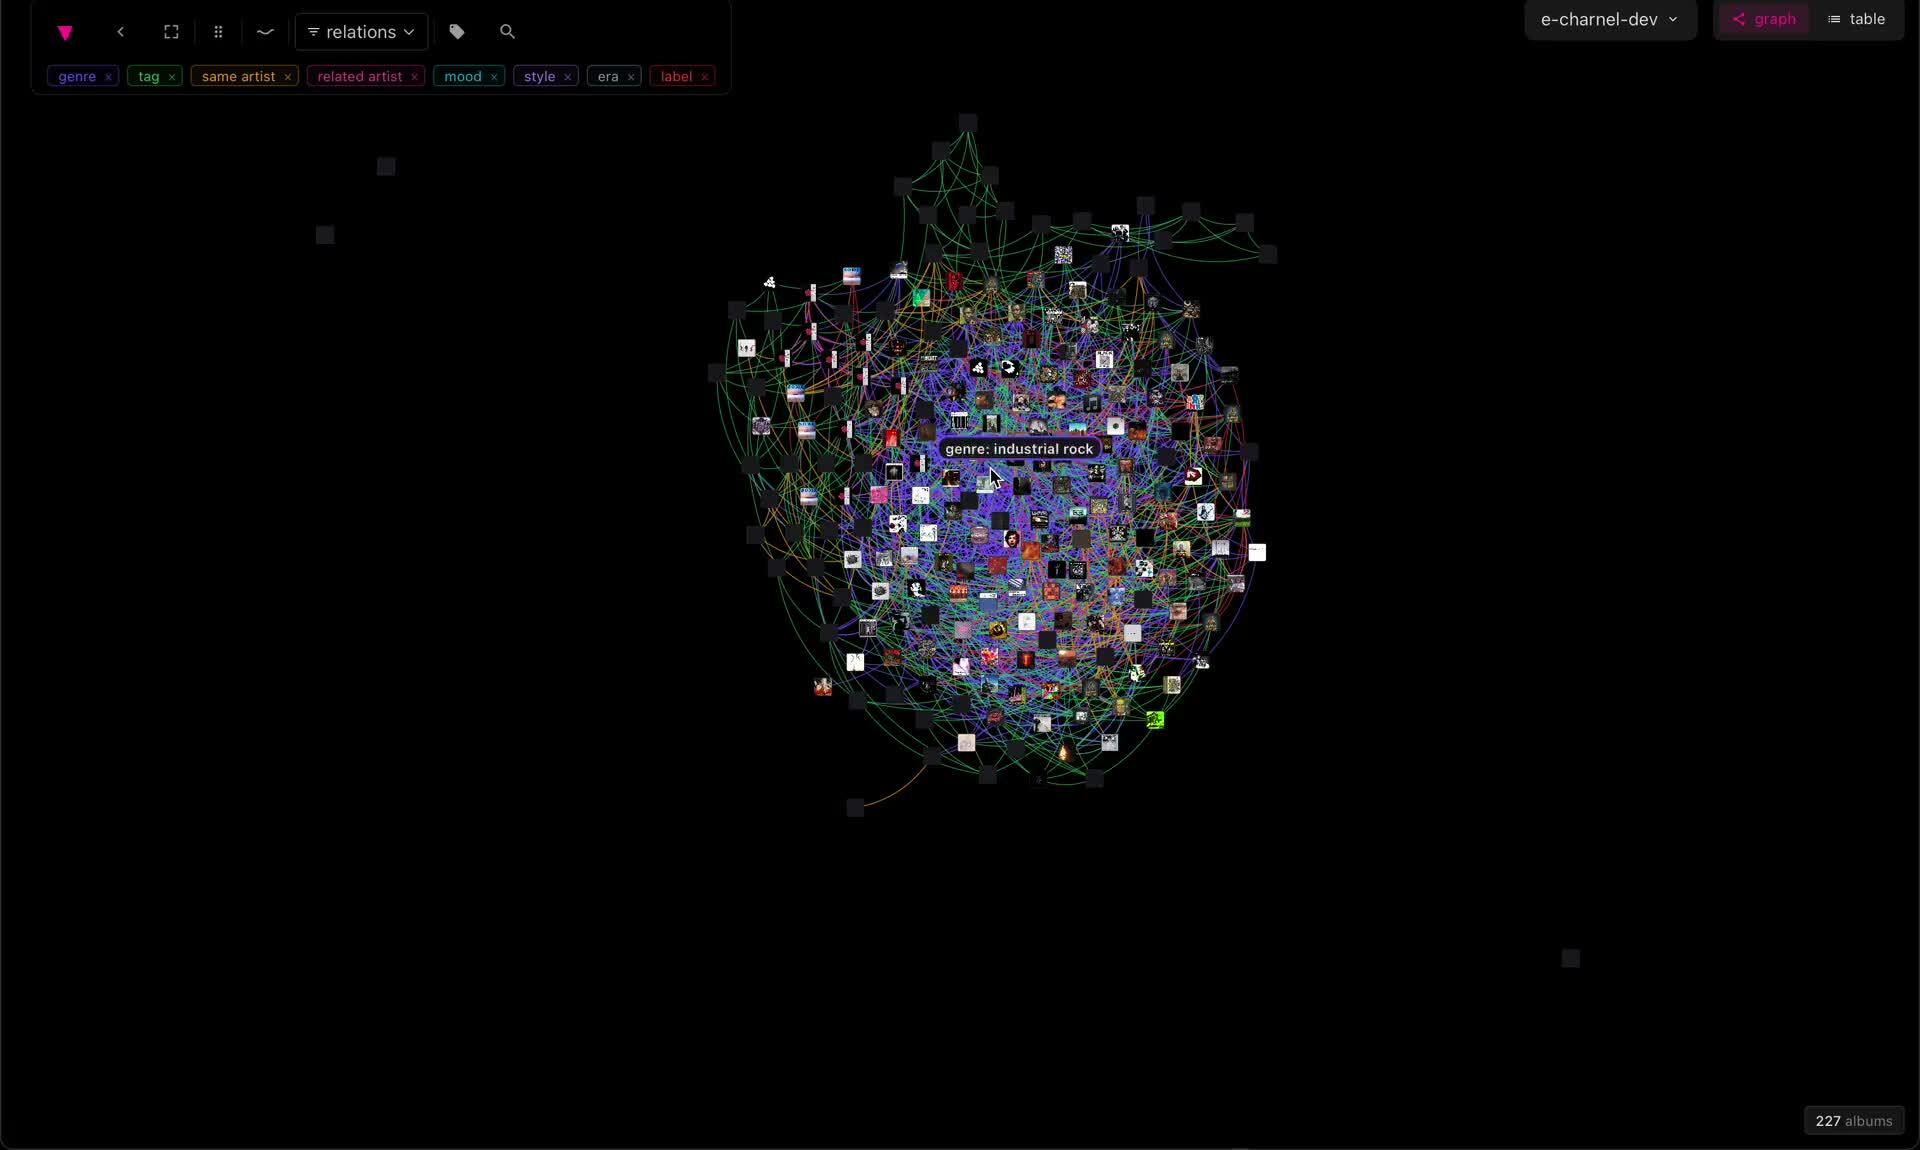 relations
e-charnel-dev
graph
table
genre ×
tag ×
same artist ×
related artist ×
mood ×
style ×
era ×
label ×
genre: industrial rock
227 albums